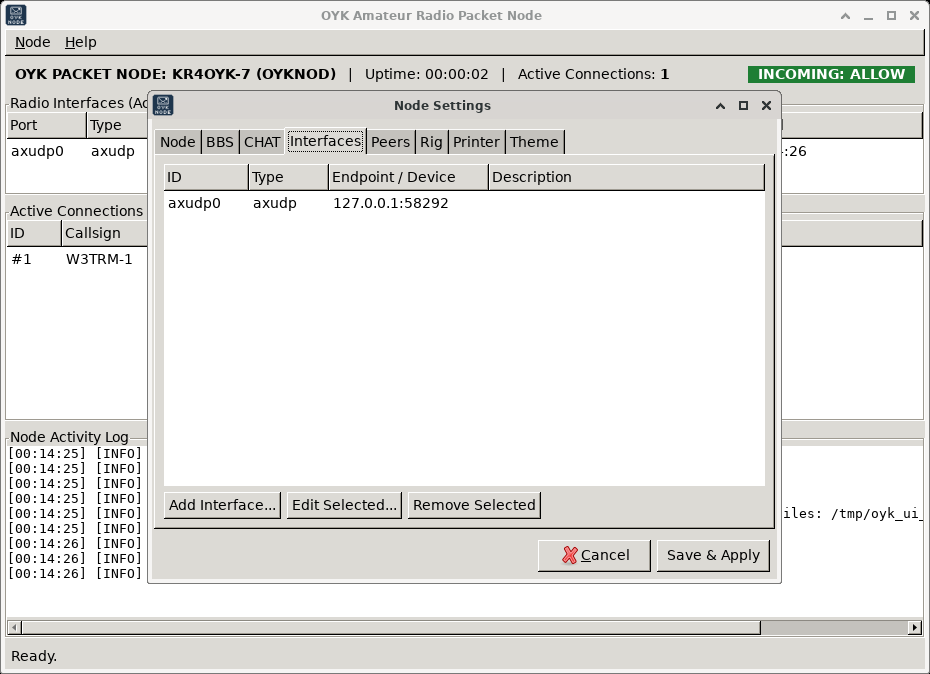 OYK Amateur Radio Packet Node
Node Help
OYK PACKET NODE: KR4OYK-7 (OYKNOD) | Uptime: 00:00:02 | Active Connections: 1 INCOMING: ALLOW
Radio Interfaces (Ac
Port Type
axudp0 axudp :26
Active Connections
ID Callsign
#1 W3TRM-1
Node Activity Log
[00:14:25] [INFO]
[00:14:25] [INFO]
[00:14:25] [INFO]
[00:14:25] [INFO]
[00:14:25] [INFO] iles: /tmp/oyk_ui_
[00:14:25] [INFO]
[00:14:26] [INFO]
[00:14:26] [INFO]
[00:14:26] [INFO]
Ready.
Node Settings
Node BBS CHAT Interfaces Peers Rig Printer Theme
ID Type Endpoint / Device Description
axudp0 axudp 127.0.0.1:58292
Add Interface... Edit Selected... Remove Selected
Cancel Save & Apply